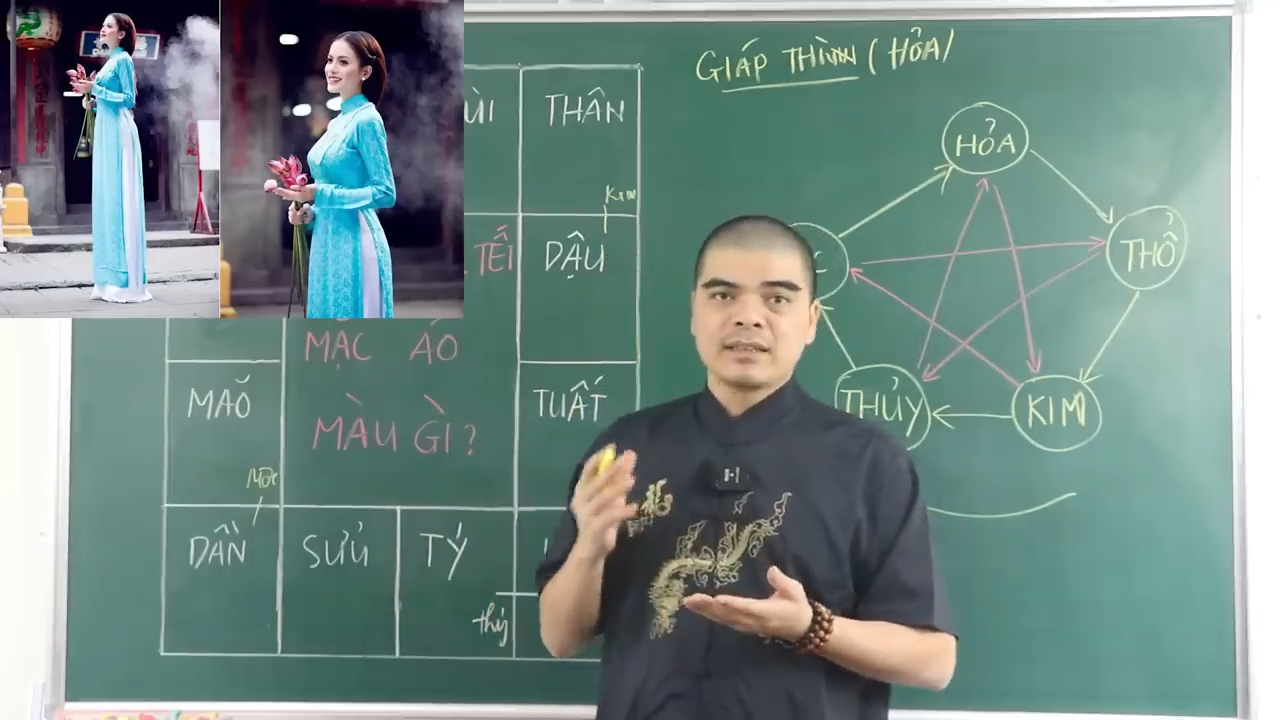 GIÁP THÌN (HỎA)
HỎA
THỔ
KIM
THỦY
ÙI
THÂN
Kim
TẾT
DẬU
MẶC ÁO
MÀU GÌ?
MÃO
TUẤT
Mộc
DẦN
SỬU
TÝ
thủy